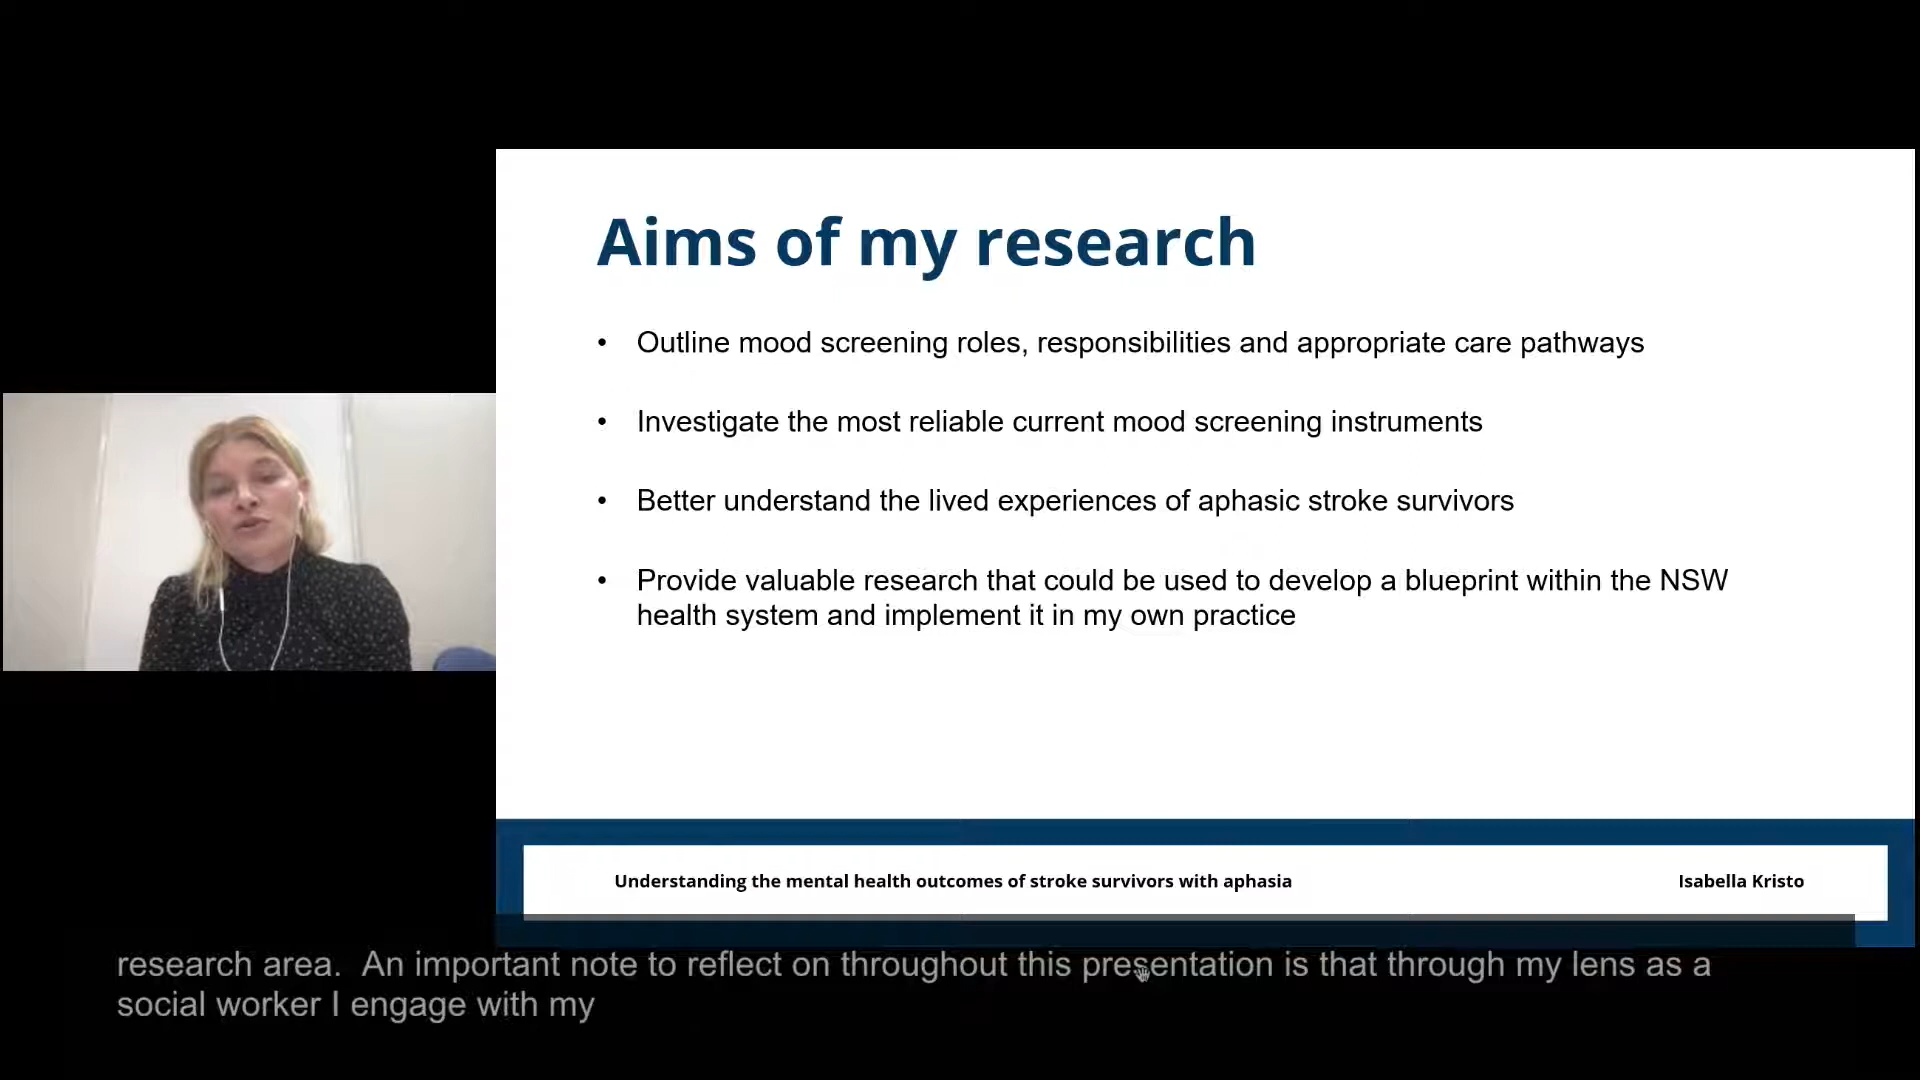 Aims of my research
• Outline mood screening roles, responsibilities and appropriate care pathways
• Investigate the most reliable current mood screening instruments
• Better understand the lived experiences of aphasic stroke survivors
• Provide valuable research that could be used to develop a blueprint within the NSW
health system and implement it in my own practice
Understanding the mental health outcomes of stroke survivors with aphasia
Isabella Kristo
research area.  An important note to reflect on throughout this presentation is that through my lens as a
social worker I engage with my